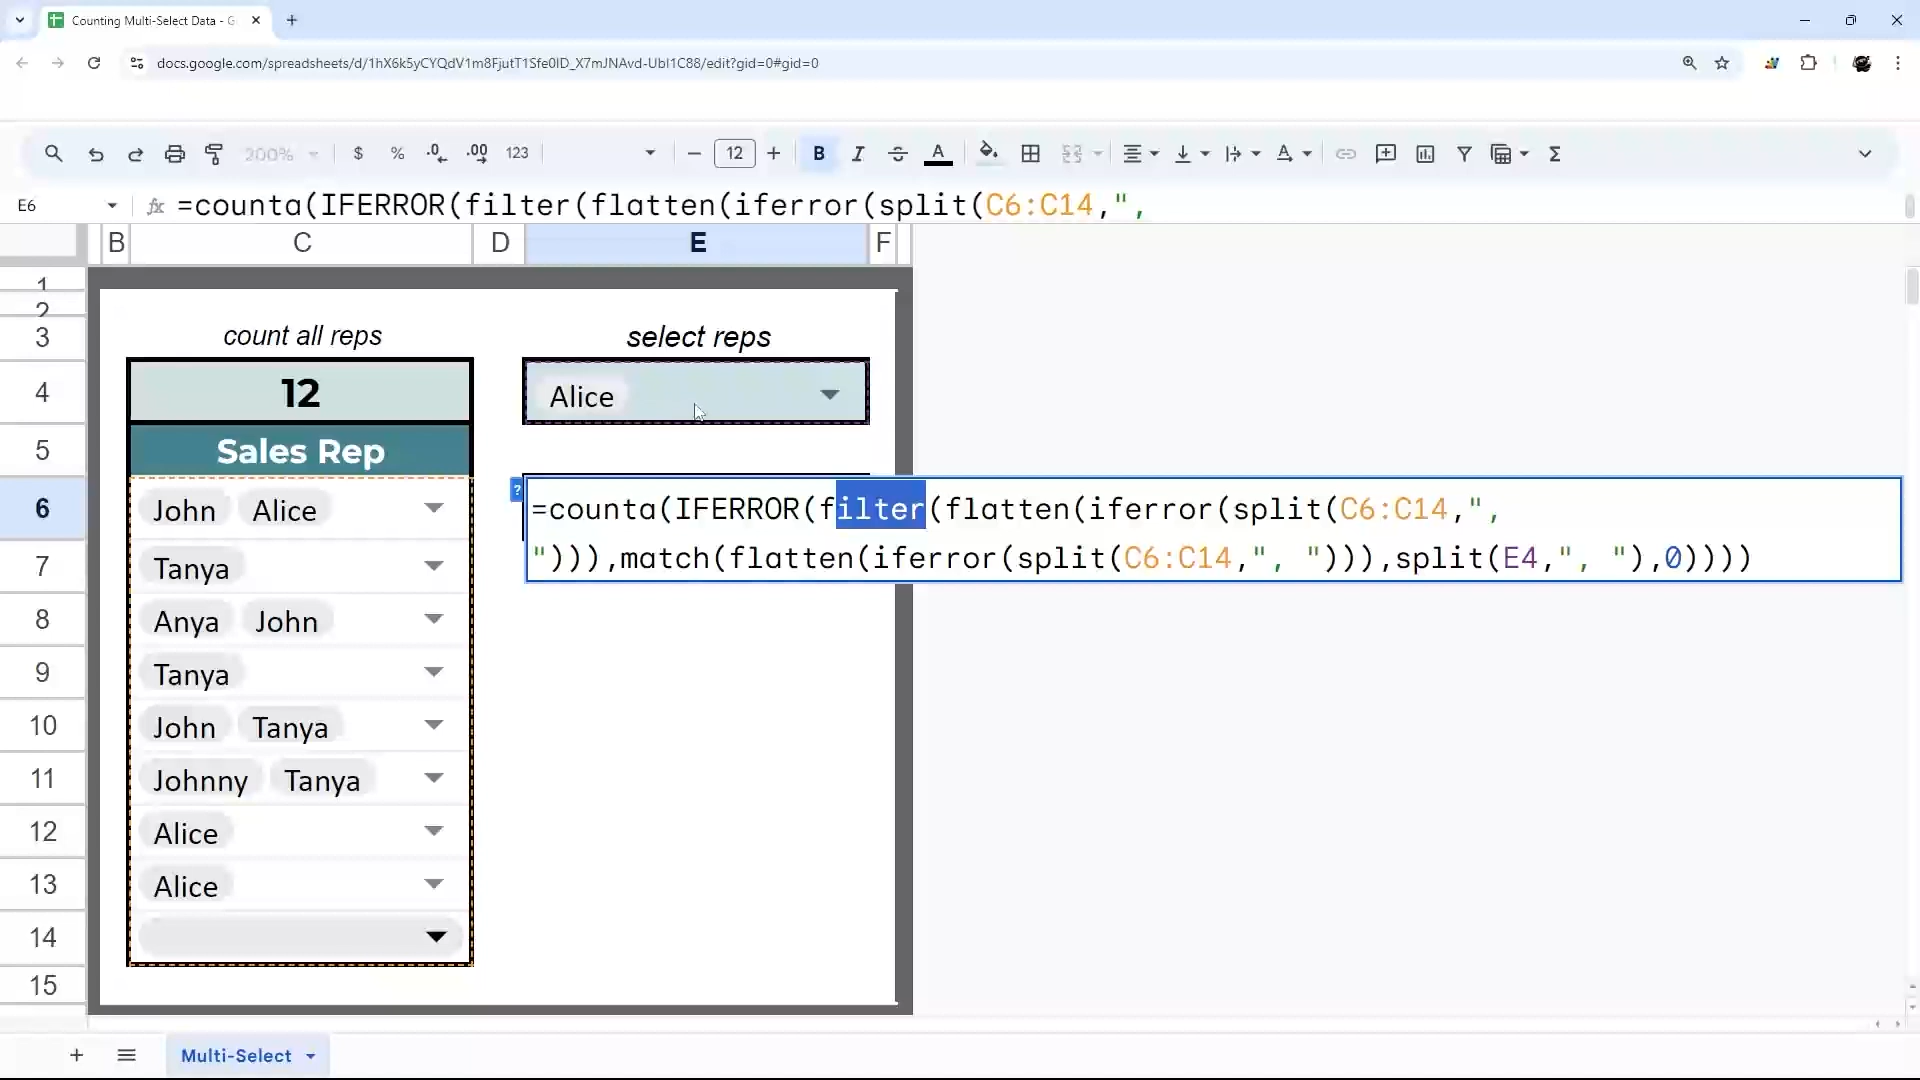 Counting Multi-Select Data - G
docs.google.com/spreadsheets/d/1hX6k5yCYQdV1m8FjutT1Sfe0ID_X7mJNAvd-UbI1C88/edit?gid=0#gid=0
200% $ % .0 .00 123 12 B I A Σ
E6 fx =counta(IFERROR(filter(flatten(iferror(split(C6:C14,",
B C D E F
1
2
3 count all reps select reps
4 12 Alice
5 Sales Rep
6 John Alice ? =counta(IFERROR(filter(flatten(iferror(split(C6:C14,",
"))),match(flatten(iferror(split(C6:C14,", "))),split(E4,", "),0))))
7 Tanya
8 Anya John
9 Tanya
10 John Tanya
11 Johnny Tanya
12 Alice
13 Alice
14
15
Multi-Select